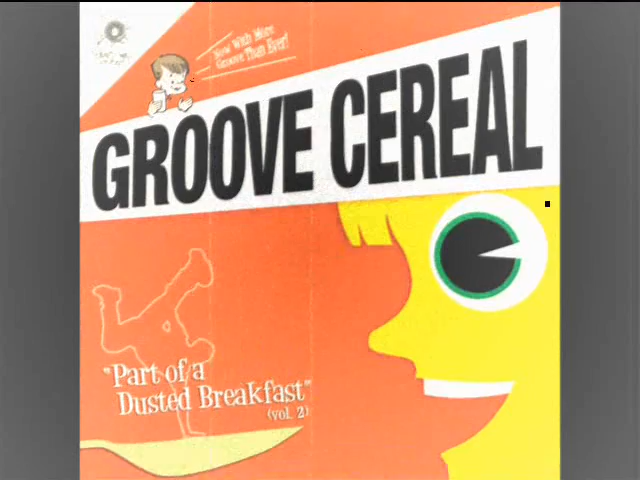 Now With More
Groove Than Ever!
GROOVE CEREAL
"Part of a
Dusted Breakfast"
(vol. 2)